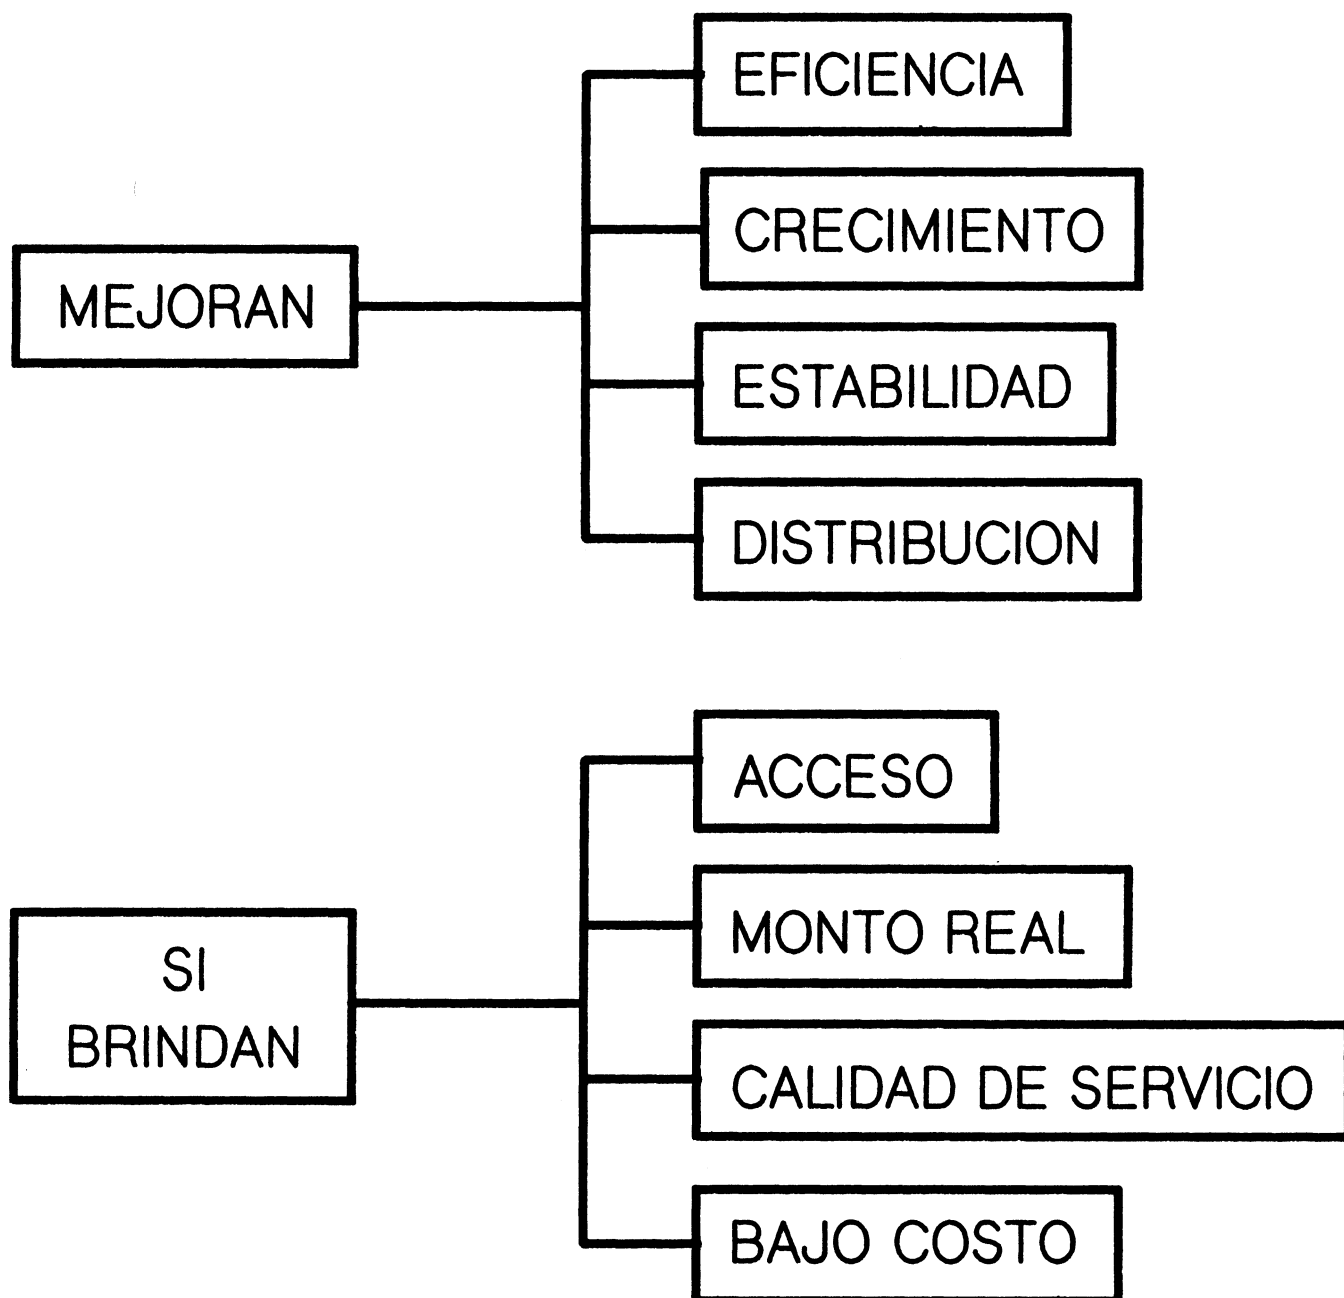 MEJORAN
EFICIENCIA
CRECIMIENTO
ESTABILIDAD
DISTRIBUCION
SI
BRINDAN
ACCESO
MONTO REAL
CALIDAD DE SERVICIO
BAJO COSTO